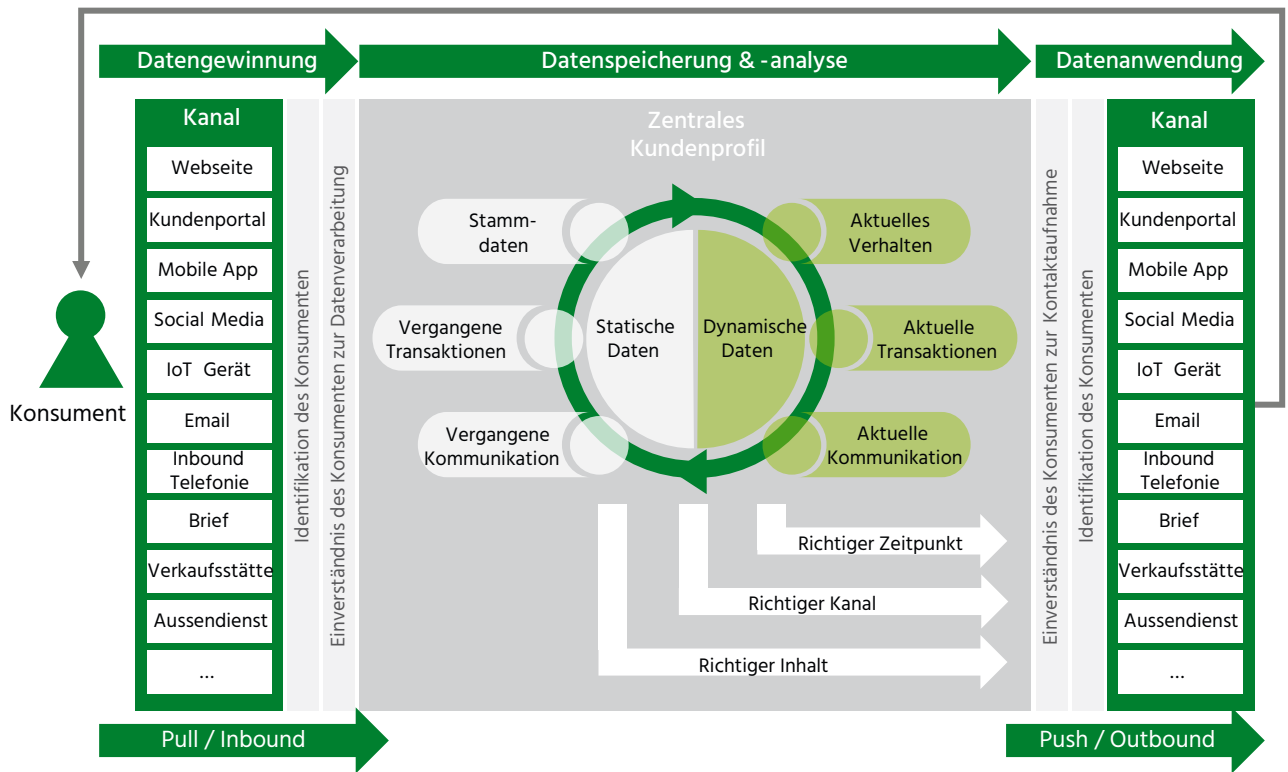 Datengewinnung
Datenspeicherung & -analyse
Datenanwendung
Konsument
Kanal
Webseite
Kundenportal
Mobile App
Social Media
IoT Gerät
Email
Inbound
Telefonie
Brief
Verkaufsstätte
Aussendienst
...
Identifikation des Konsumenten
Einverständnis des Konsumenten zur Datenverarbeitung
Zentrales
Kundenprofil
Stamm-
daten
Vergangene
Transaktionen
Vergangene
Kommunikation
Statische
Daten
Dynamische
Daten
Aktuelles
Verhalten
Aktuelle
Transaktionen
Aktuelle
Kommunikation
Richtiger Zeitpunkt
Richtiger Kanal
Richtiger Inhalt
Einverständnis des Konsumenten zur Kontaktaufnahme
Identifikation des Konsumenten
Kanal
Webseite
Kundenportal
Mobile App
Social Media
IoT Gerät
Email
Inbound
Telefonie
Brief
Verkaufsstätte
Aussendienst
...
Pull / Inbound
Push / Outbound